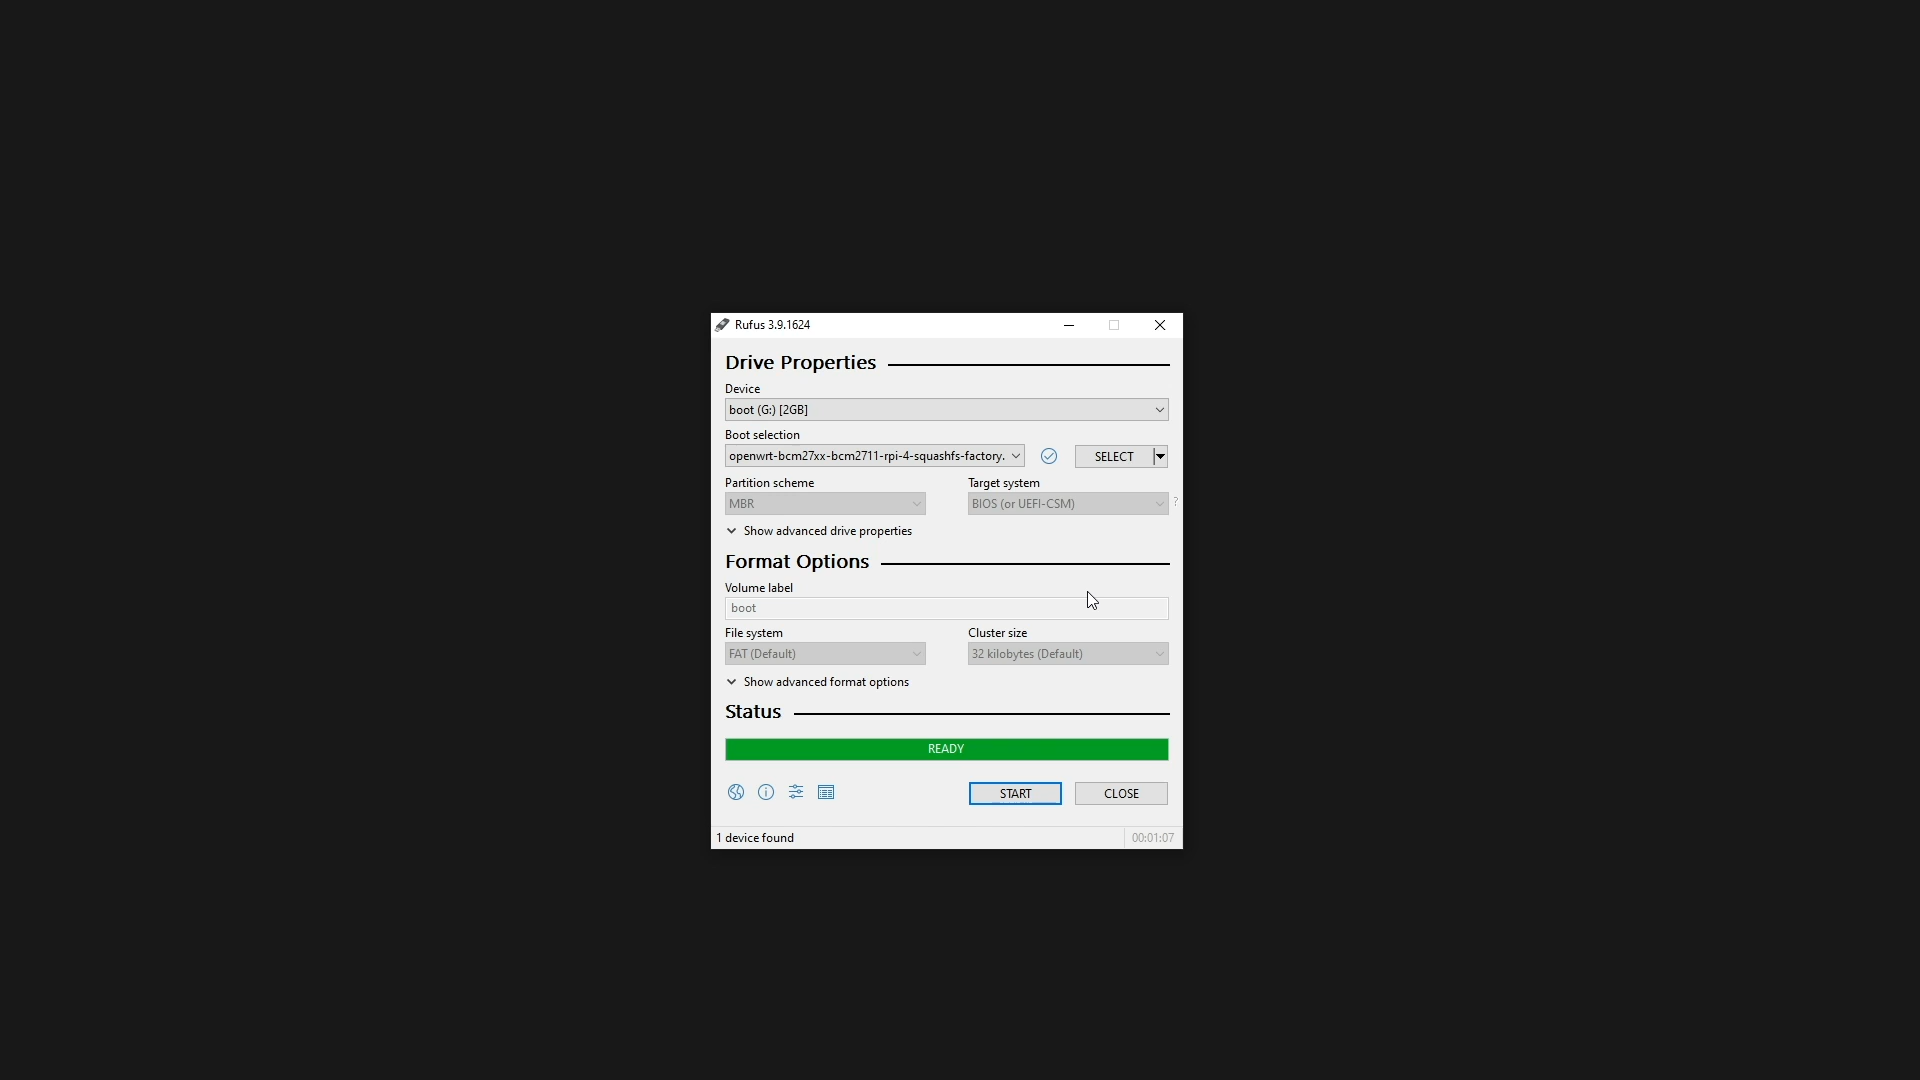 Rufus 3.9.1624
Drive Properties
Device
boot (G:) [2GB]
Boot selection
openwrt-bcm27xx-bcm2711-rpi-4-squashfs-factory.
SELECT
Partition scheme
Target system
MBR
BIOS (or UEFI-CSM)
?
Show advanced drive properties
Format Options
Volume label
boot
File system
Cluster size
FAT (Default)
32 kilobytes (Default)
Show advanced format options
Status
READY
START
CLOSE
1 device found
00:01:07